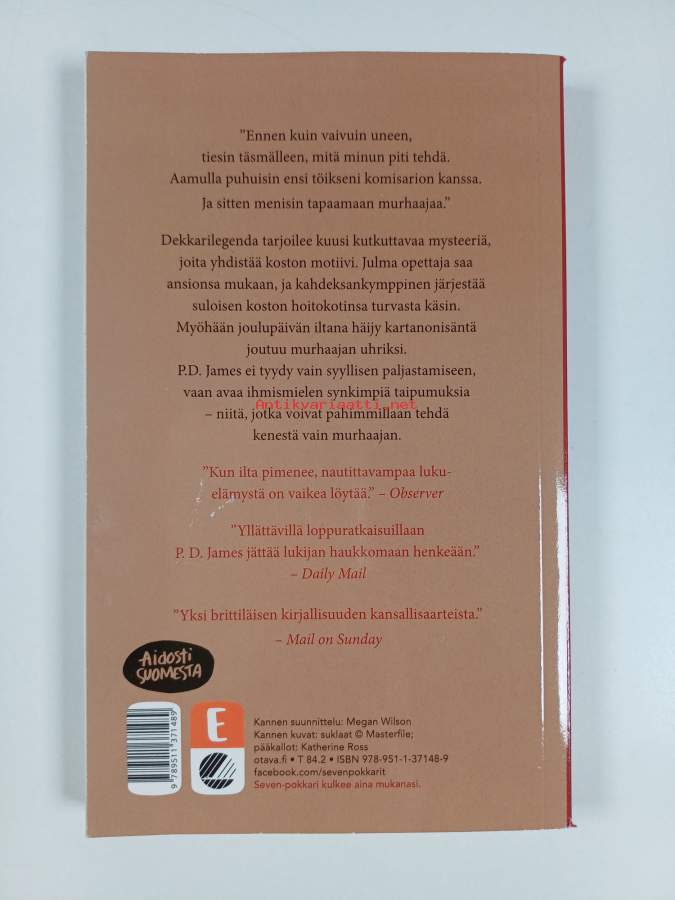 "Ennen kuin vaivuin uneen,
tiesin täsmälleen, mitä minun piti tehdä.
Aamulla puhuisin ensi töikseni komisarion kanssa.
Ja sitten menisin tapaamaan murhaajaa."
Dekkarilegenda tarjoilee kuusi kutkuttavaa mysteeriä,
joita yhdistää koston motiivi. Julma opettaja saa
ansionsa mukaan, ja kahdeksankymppinen järjestää
suloisen koston hoitokotinsa turvasta käsin.
Myöhään joulupäivän iltana häijy kartanonisäntä
joutuu murhaajan uhriksi.
P.D. James ei tyydy vain syyllisen paljastamiseen,
vaan avaa ihmismielen synkimpiä taipumuksia
Antikvariaatti.net
– niitä, jotka voivat pahimmillaan tehdä
kenestä vain murhaajan.
"Kun ilta pimenee, nautittavampaa luku-
elämystä on vaikea löytää." – Observer
"Yllättävillä loppuratkaisuillaan
P. D. James jättää lukijan haukkomaan henkeään."
– Daily Mail
"Yksi brittiläisen kirjallisuuden kansallisaarteista."
– Mail on Sunday
Aidosti
SUOMESTA
E
9 789511 371489
Kannen suunnittelu: Megan Wilson
Kannen kuvat: suklaat © Masterfile;
pääkallot: Katherine Ross
otava.fi • T 84.2 • ISBN 978-951-1-37148-9
facebook.com/sevenpokkarit
Seven-pokkari kulkee aina mukanasi.